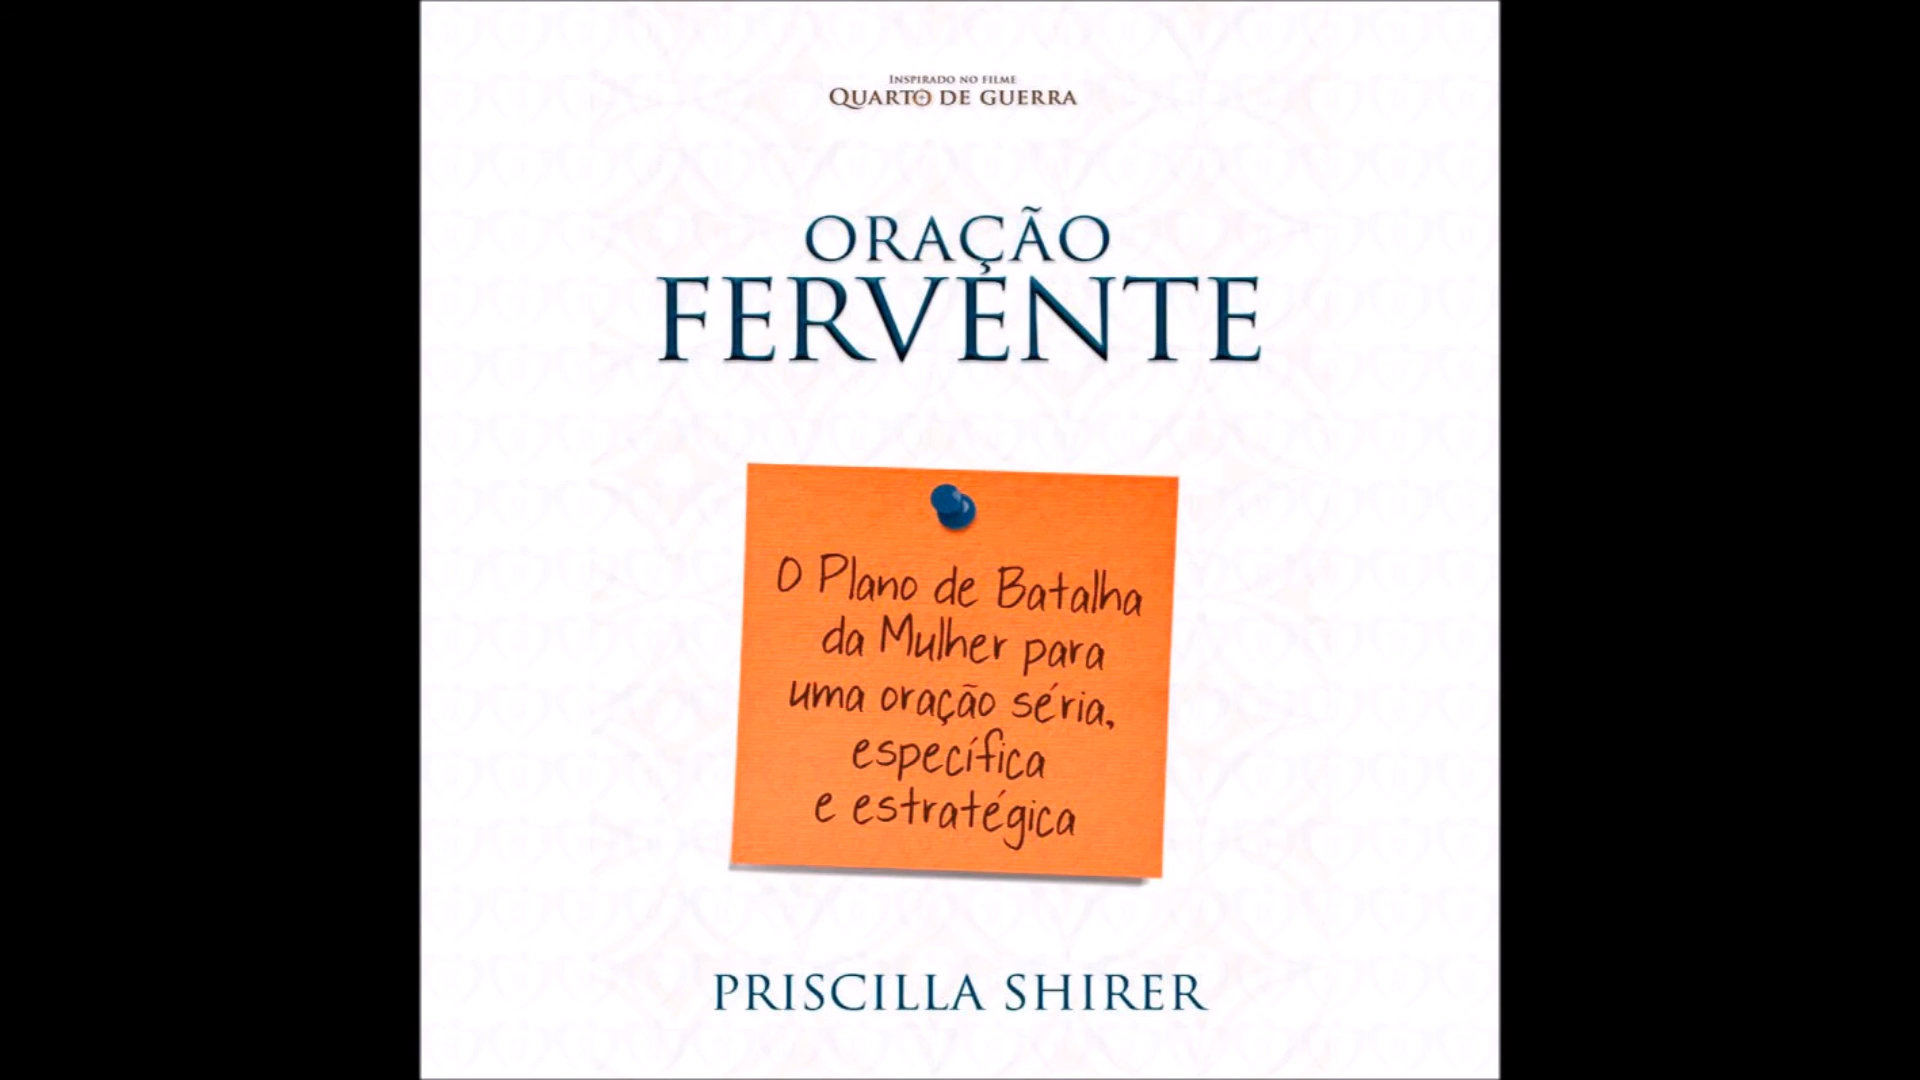 INSPIRADO NO FILME
QUARTO DE GUERRA
ORAÇÃO
FERVENTE
O Plano de Batalha
da Mulher para
uma oração séria,
específica
e estratégica
PRISCILLA SHIRER